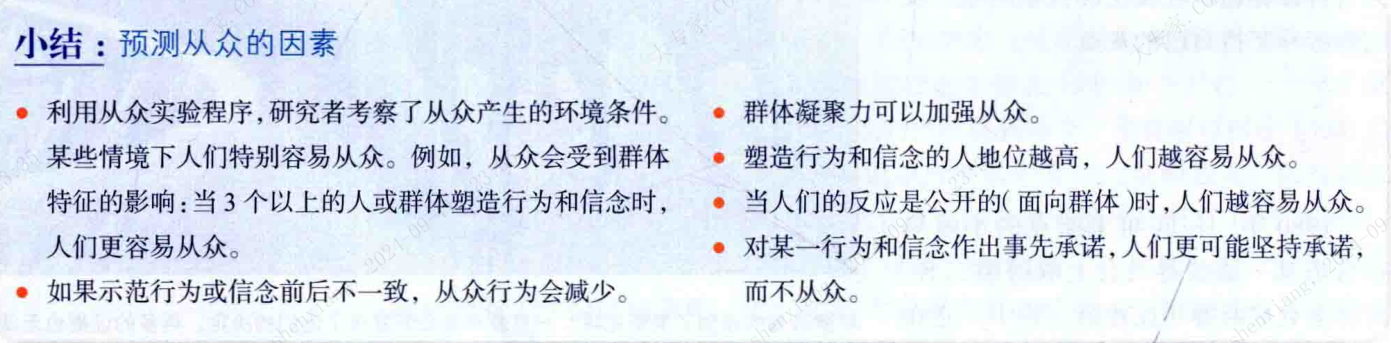 小结：预测从众的因素
利用从众实验程序，研究者考察了从众产生的环境条件。
某些情境下人们特别容易从众。例如，从众会受到群体
特征的影响：当3个以上的人或群体塑造行为和信念时，
人们更容易从众。
如果示范行为或信念前后不一致，从众行为会减少。
群体凝聚力可以加强从众。
塑造行为和信念的人地位越高，人们越容易从众。
当人们的反应是公开的（面向群体）时，人们越容易从众。
对某一行为和信念作出事先承诺，人们更可能坚持承诺，
而不从众。